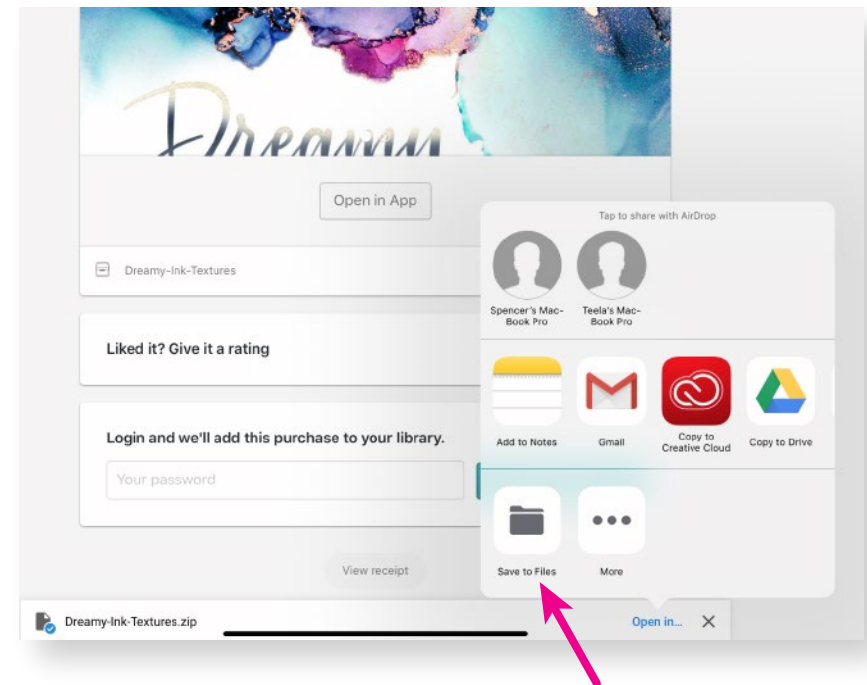 Dreamy
Open in App
Dreamy-Ink-Textures
Liked it? Give it a rating
Login and we'll add this purchase to your library.
Your password
View receipt
Tap to share with AirDrop
Spencer's Mac-
Book Pro
Teela's Mac-
Book Pro
Add to Notes
Gmail
Copy to
Creative Cloud
Copy to Drive
Save to Files
More
Dreamy-Ink-Textures.zip
Open in...